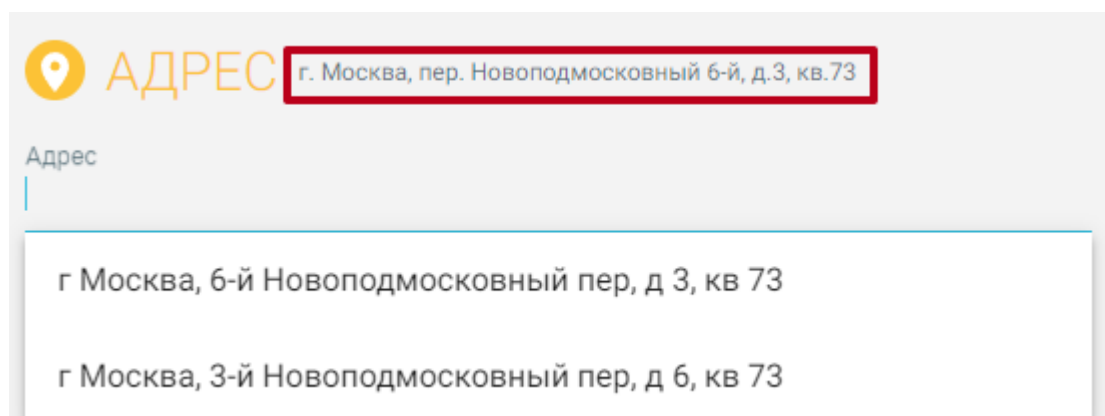 АДРЕС г. Москва, пер. Новоподмосковный 6-й, д.3, кв.73
Адрес
г Москва, 6-й Новоподмосковный пер, д 3, кв 73
г Москва, 3-й Новоподмосковный пер, д 6, кв 73